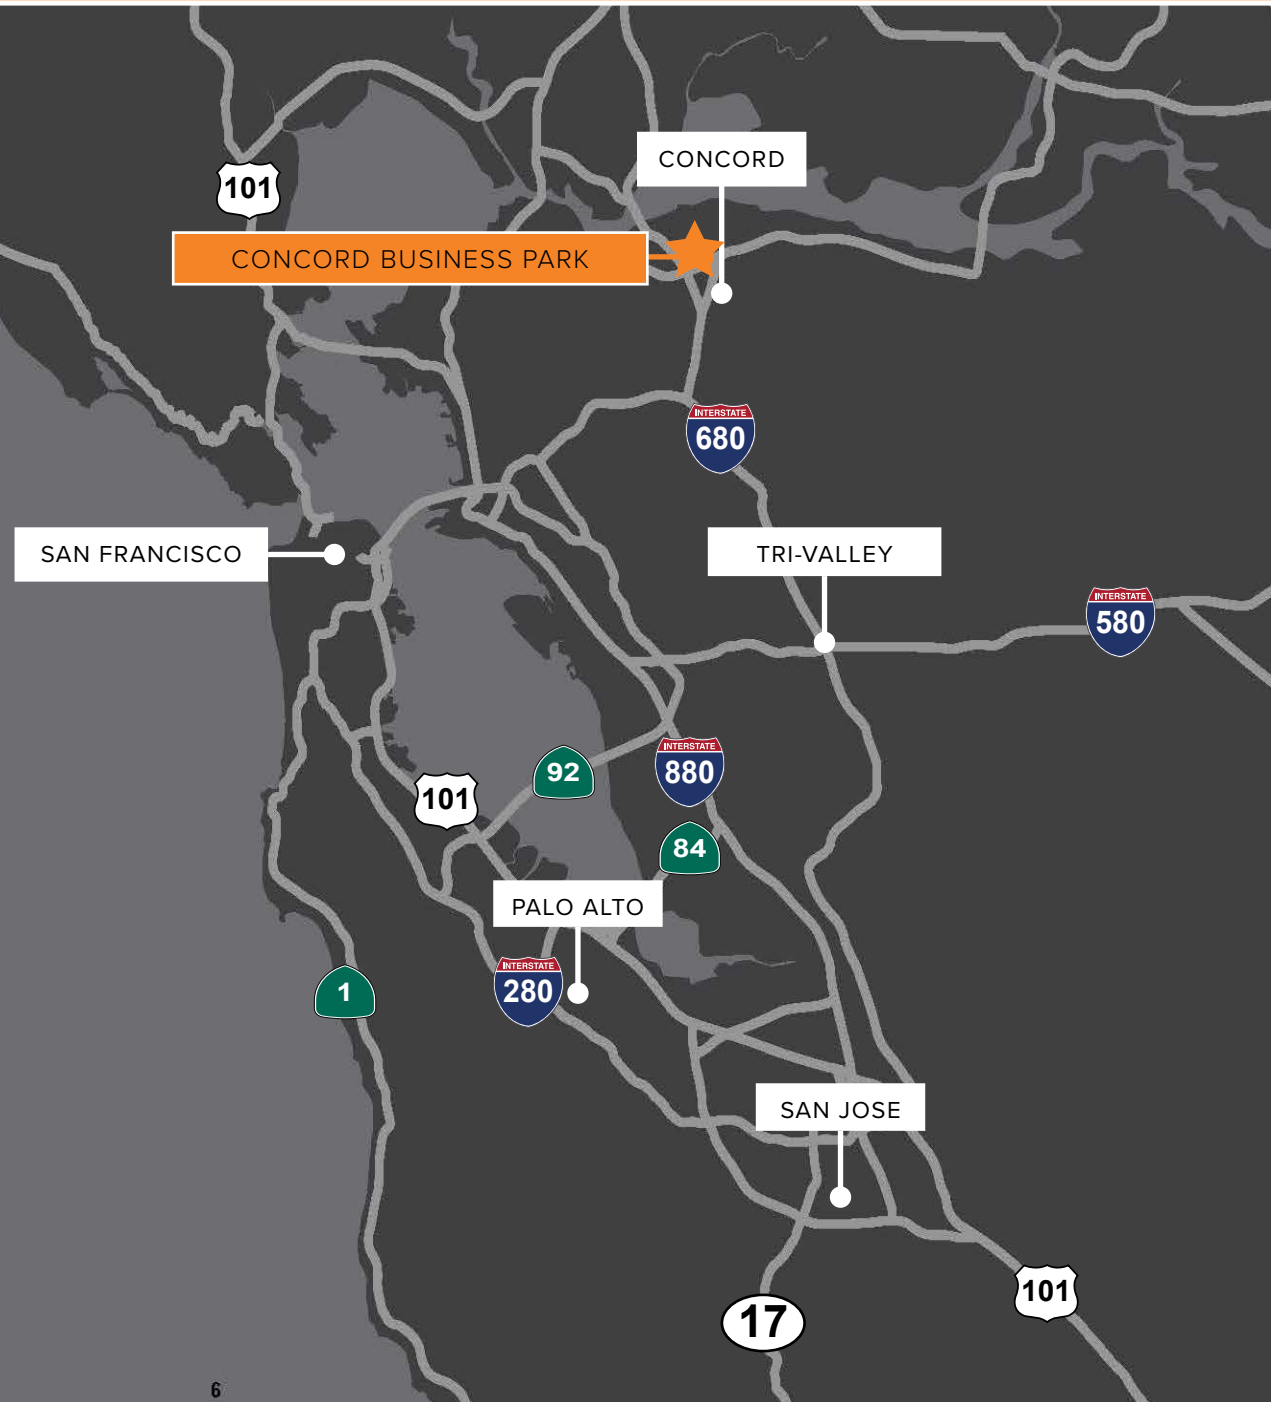 CONCORD
101
CONCORD BUSINESS PARK
INTERSTATE
680
SAN FRANCISCO
TRI-VALLEY
INTERSTATE
580
INTERSTATE
880
92
101
84
PALO ALTO
INTERSTATE
280
1
SAN JOSE
101
17
6